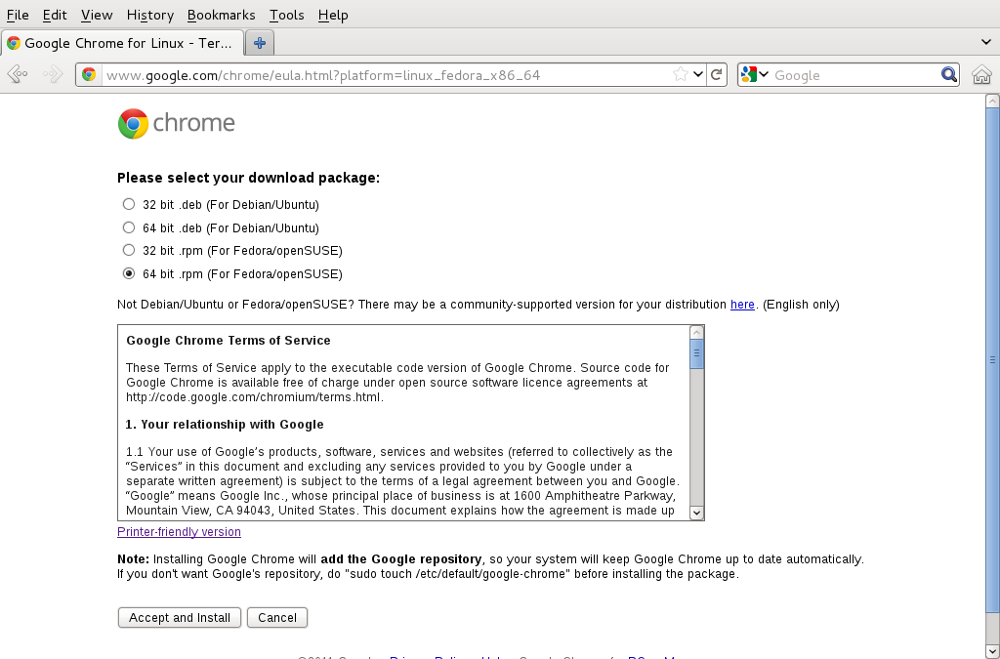 File Edit View History Bookmarks Tools Help
Google Chrome for Linux - Ter...
www.google.com/chrome/eula.html?platform=linux_fedora_x86_64
Google
chrome
Please select your download package:
32 bit .deb (For Debian/Ubuntu)
64 bit .deb (For Debian/Ubuntu)
32 bit .rpm (For Fedora/openSUSE)
64 bit .rpm (For Fedora/openSUSE)
Not Debian/Ubuntu or Fedora/openSUSE? There may be a community-supported version for your distribution here. (English only)
Google Chrome Terms of Service
These Terms of Service apply to the executable code version of Google Chrome. Source code for
Google Chrome is available free of charge under open source software licence agreements at
http://code.google.com/chromium/terms.html.
1. Your relationship with Google
1.1 Your use of Google’s products, software, services and websites (referred to collectively as the
“Services” in this document and excluding any services provided to you by Google under a
separate written agreement) is subject to the terms of a legal agreement between you and Google.
“Google” means Google Inc., whose principal place of business is at 1600 Amphitheatre Parkway,
Mountain View, CA 94043, United States. This document explains how the agreement is made up
Printer-friendly version
Note: Installing Google Chrome will add the Google repository, so your system will keep Google Chrome up to date automatically.
If you don't want Google's repository, do "sudo touch /etc/default/google-chrome" before installing the package.
Accept and Install Cancel